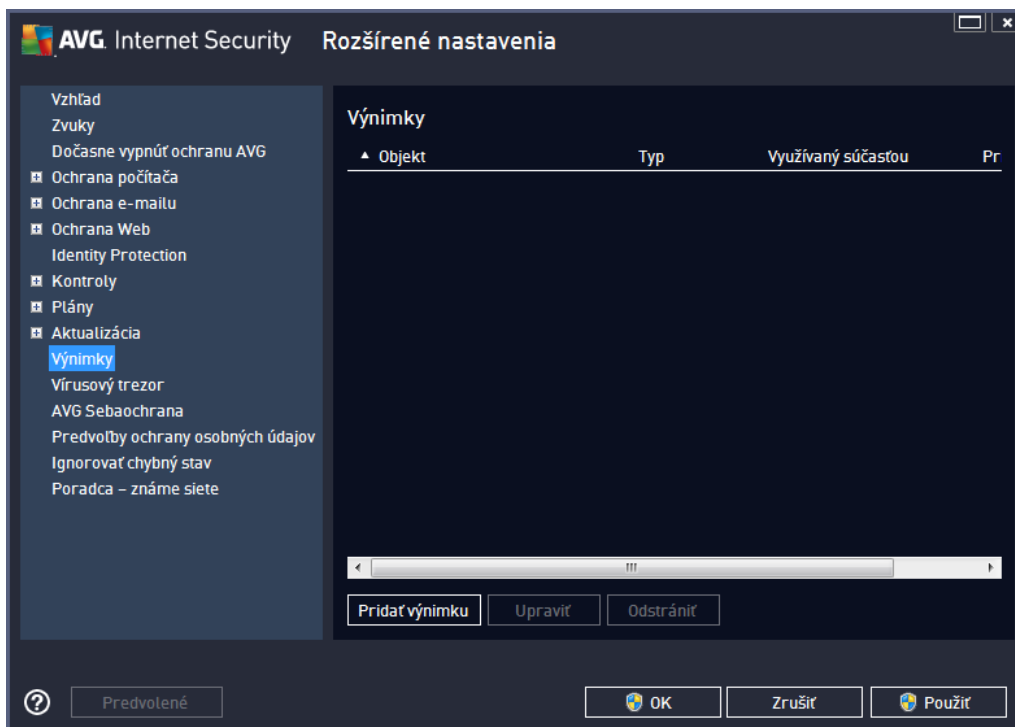 AVG. Internet Security Rozšírené nastavenia
Vzhľad
Zvuky
Dočasne vypnúť ochranu AVG
Ochrana počítača
Ochrana e-mailu
Ochrana Web
Identity Protection
Kontroly
Plány
Aktualizácia
Výnimky
Vírusový trezor
AVG Sebaochrana
Predvoľby ochrany osobných údajov
Ignorovať chybný stav
Poradca – známe siete
Výnimky
Objekt Typ Využívaný súčasťou Pr
Pridať výnimku Upraviť Odstrániť
Predvolené OK Zrušiť Použiť